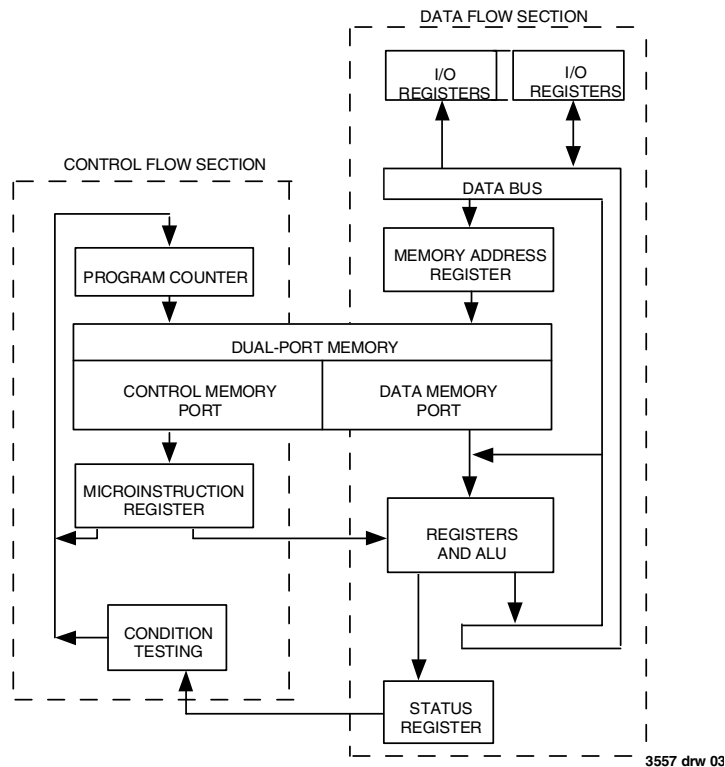 DATA FLOW SECTION
I/O
REGISTERS
I/O
REGISTERS
CONTROL FLOW SECTION
DATA BUS
PROGRAM COUNTER
MEMORY ADDRESS
REGISTER
DUAL-PORT MEMORY
CONTROL MEMORY
PORT
DATA MEMORY
PORT
MICROINSTRUCTION
REGISTER
REGISTERS
AND ALU
CONDITION
TESTING
STATUS
REGISTER
3557 drw 03